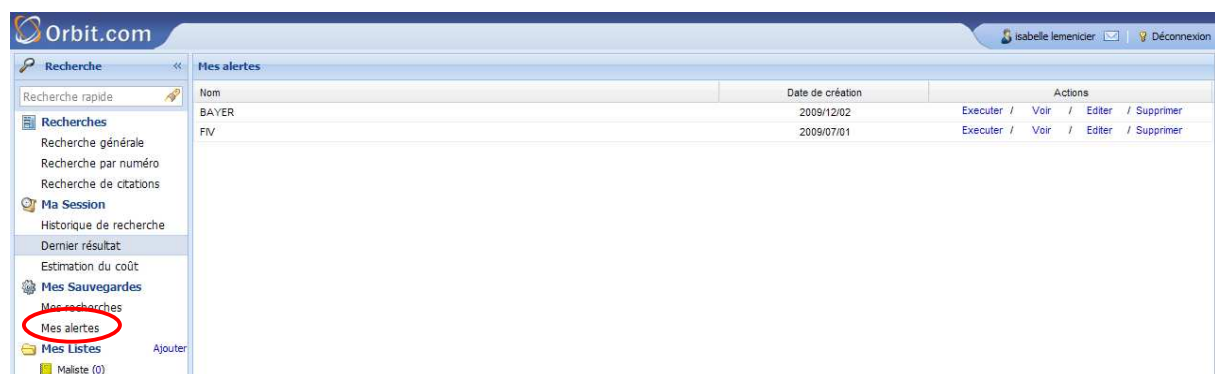 Orbit.com
isabelle lemenicier | Déconnexion
Recherche «
Mes alertes
Recherche rapide
Nom Date de création Actions
BAYER 2009/12/02 Executer / Voir / Editer / Supprimer
FIV 2009/07/01 Executer / Voir / Editer / Supprimer
Recherches
Recherche générale
Recherche par numéro
Recherche de citations
Ma Session
Historique de recherche
Dernier résultat
Estimation du coût
Mes Sauvegardes
Mes recherches
Mes alertes
Mes Listes Ajouter
Maliste (0)